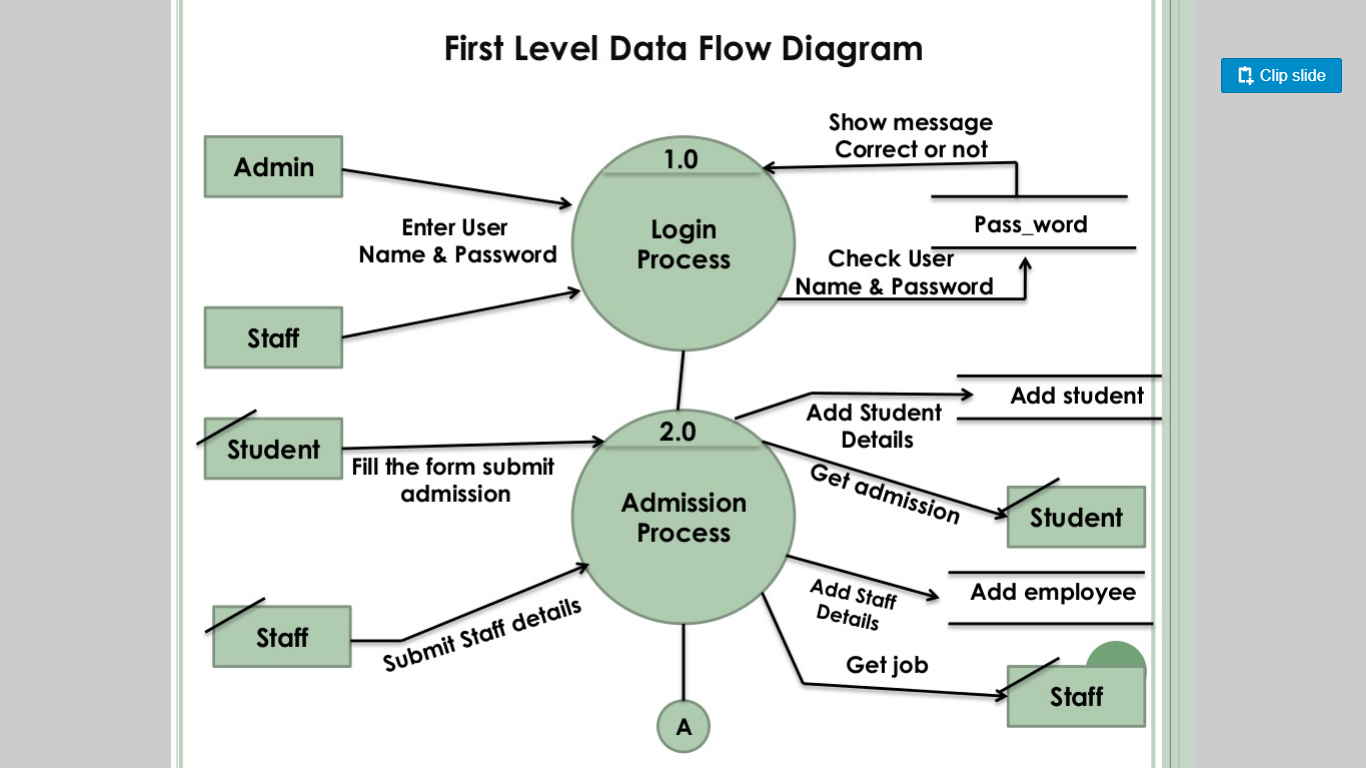 First Level Data Flow Diagram
Clip slide
Admin
Enter User
Name & Password
Staff
1.0
Login
Process
Show message
Correct or not
Pass_word
Check User
Name & Password
Student
Fill the form submit
admission
Staff
Submit Staff details
2.0
Admission
Process
Add student
Add Student
Details
Get admission
Student
Add employee
Add Staff
Details
Get job
Staff
A